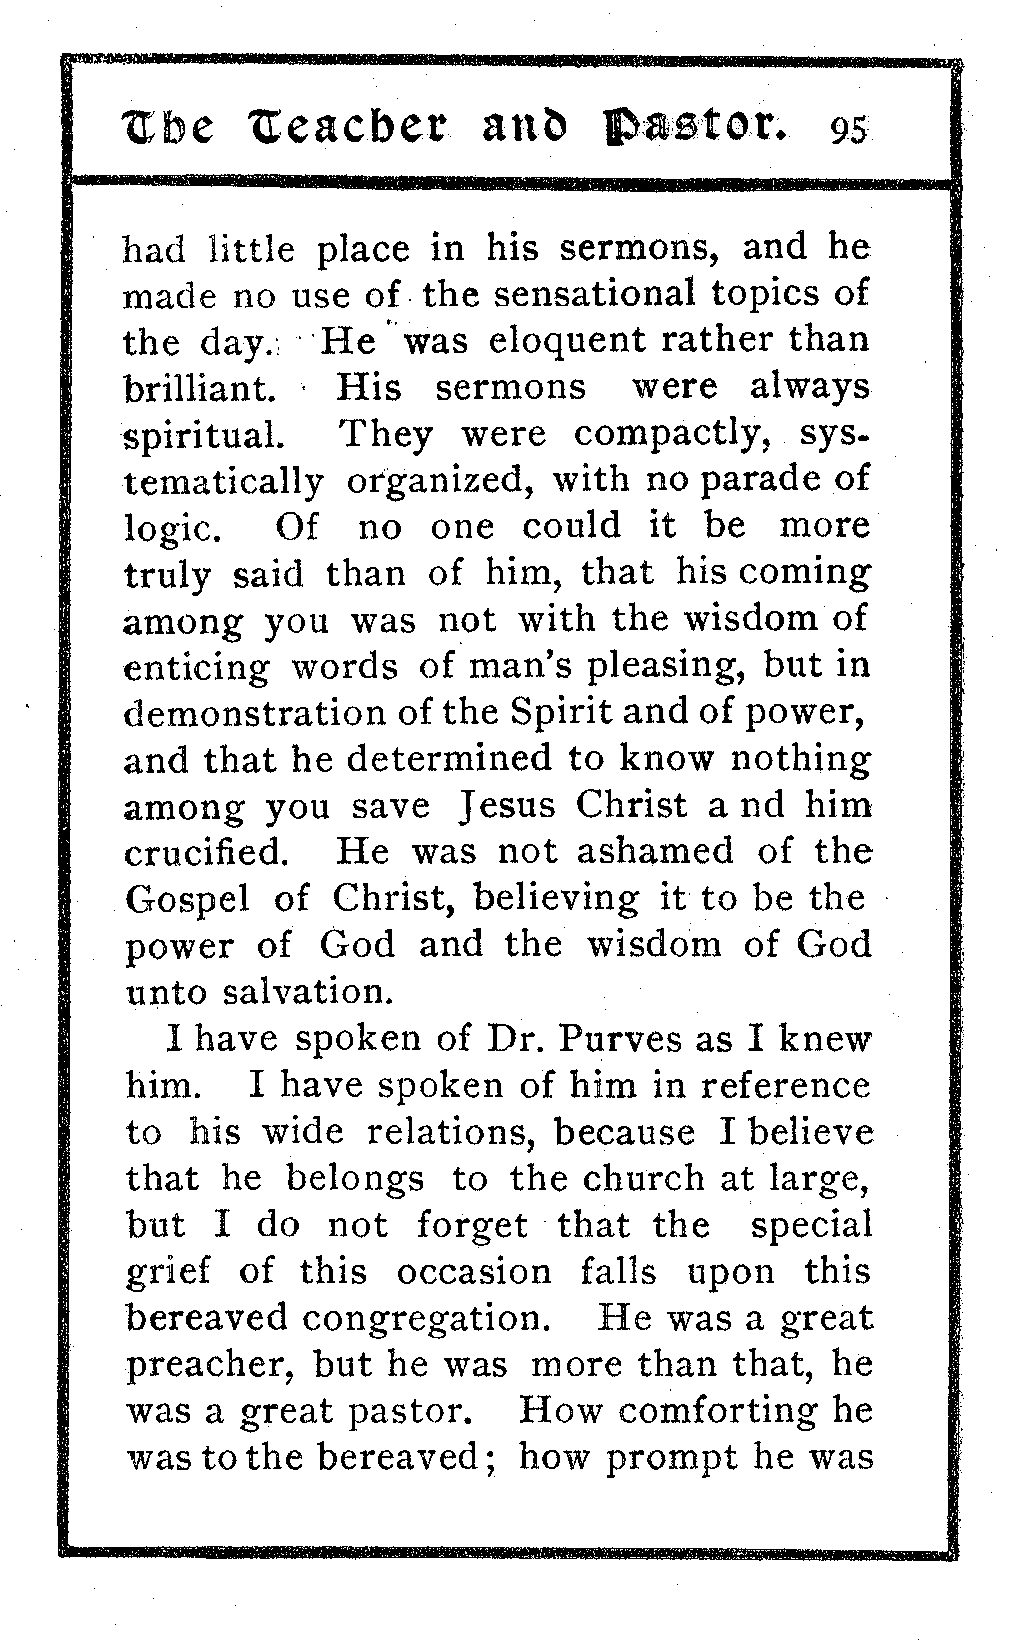 The Teacher and Pastor. 95
had little place in his sermons, and he
made no use of the sensational topics of
the day. He was eloquent rather than
brilliant. His sermons were always
spiritual. They were compactly, sys-
tematically organized, with no parade of
logic. Of no one could it be more
truly said than of him, that his coming
among you was not with the wisdom of
enticing words of man's pleasing, but in
demonstration of the Spirit and of power,
and that he determined to know nothing
among you save Jesus Christ a nd him
crucified. He was not ashamed of the
Gospel of Christ, believing it to be the
power of God and the wisdom of God
unto salvation.
I have spoken of Dr. Purves as I knew
him. I have spoken of him in reference
to his wide relations, because I believe
that he belongs to the church at large,
but I do not forget that the special
grief of this occasion falls upon this
bereaved congregation. He was a great
preacher, but he was more than that, he
was a great pastor. How comforting he
was to the bereaved; how prompt he was